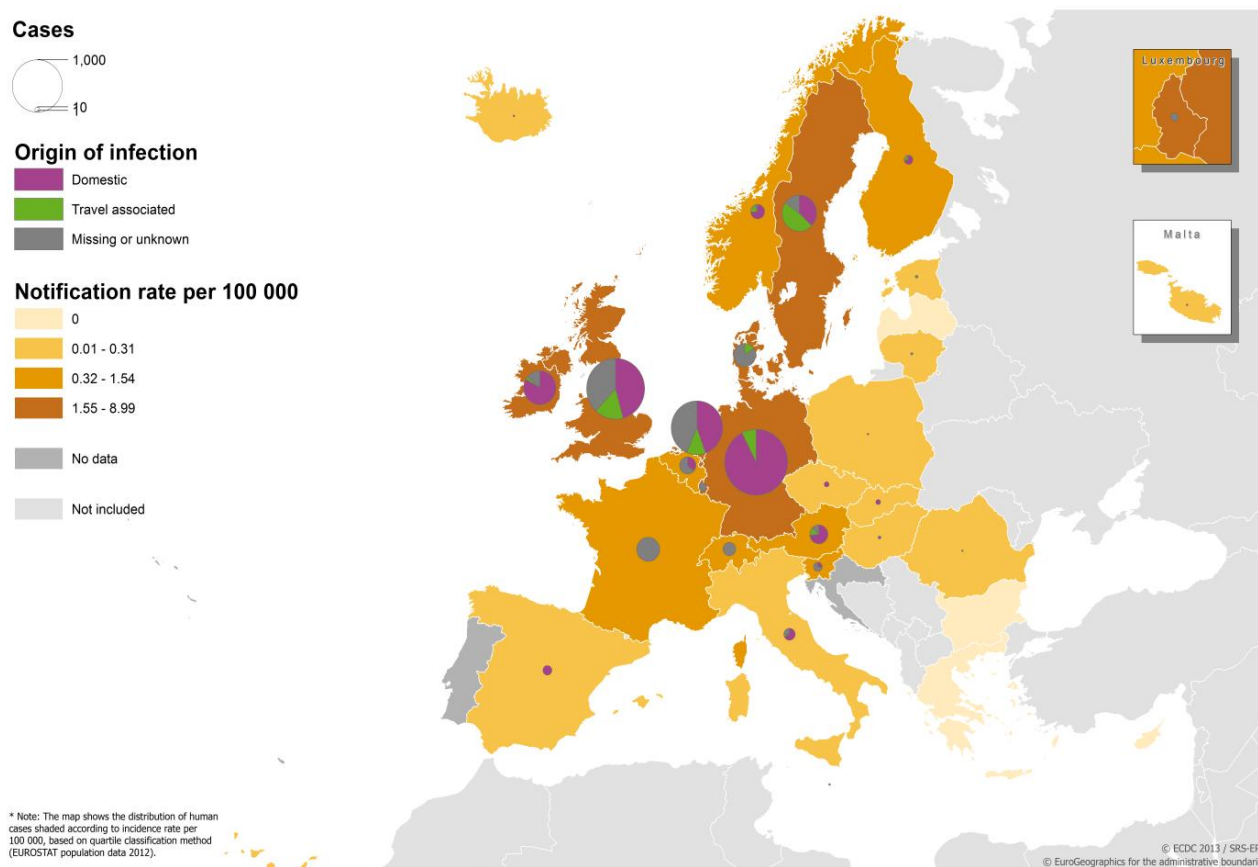 Cases
1,000
10
1
Origin of infection
Domestic
Travel associated
Missing or unknown
Notification rate per 100 000
0
0.01 - 0.31
0.32 - 1.54
1.55 - 8.99
No data
Not included
Luxembourg
Malta
* Note: The map shows the distribution of human
cases shaded according to incidence rate per
100 000, based on quartile classification method
(EUROSTAT population data 2012).
© ECDC 2013 / SRS-E
© EuroGeographics for the administrative boundar